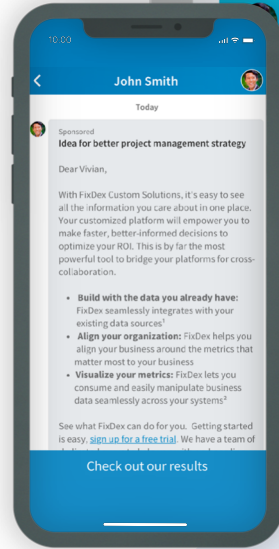 10:00
John Smith
Today
Sponsored
Idea for better project management strategy
Dear Vivian,
With FixDex Custom Solutions, it's easy to see
all the information you care about in one place.
Your customized platform will empower you to
make faster, better-informed decisions to
optimize your ROI. This is by far the most
powerful tool to bridge your platforms for cross-
collaboration.
• Build with the data you already have:
FixDex seamlessly integrates with your
existing data sources¹
• Align your organization: FixDex helps you
align your business around the metrics that
matter most to your business
• Visualize your metrics: FixDex lets you
consume and easily manipulate business
data seamlessly across your systems²
See what FixDex can do for you. Getting started
is easy, sign up for a free trial. We have a team of
Check out our results